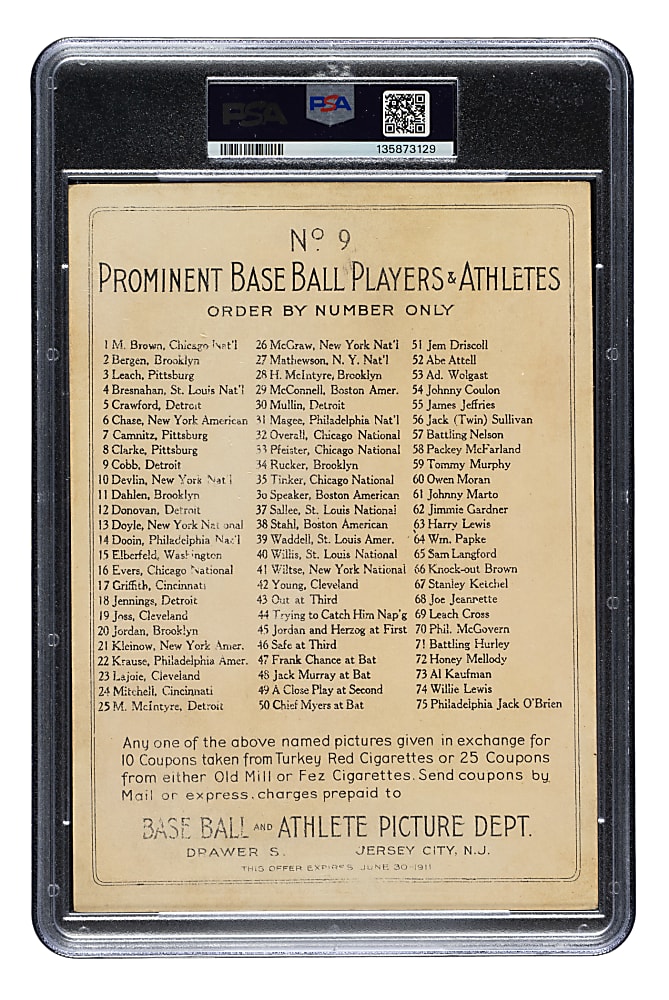 PSA PSA
135873129
Nº 9
PROMINENT BASE BALL PLAYERS & ATHLETES
ORDER BY NUMBER ONLY
1 M. Brown, Chicago Nat'l
2 Bergen, Brooklyn
3 Leach, Pittsburg
4 Bresnahan, St. Louis Nat'l
5 Crawford, Detroit
6 Chase, New York American
7 Camnitz, Pittsburg
8 Clarke, Pittsburg
9 Cobb, Detroit
10 Devlin, New York Nat'l
11 Dahlen, Brooklyn
12 Donovan, Detroit
13 Doyle, New York National
14 Dooin, Philadelphia Nat'l
15 Elberfeld, Washington
16 Evers, Chicago National
17 Griffith, Cincinnati
18 Jennings, Detroit
19 Joss, Cleveland
20 Jordan, Brooklyn
21 Kleinow, New York Amer.
22 Krause, Philadelphia Amer.
23 Lajoie, Cleveland
24 Mitchell, Cincinnati
25 M. McIntyre, Detroit
26 McGraw, New York Nat'l
27 Mathewson, N. Y. Nat'l
28 H. McIntyre, Brooklyn
29 McConnell, Boston Amer.
30 Mullin, Detroit
31 Magee, Philadelphia Nat'l
32 Overall, Chicago National
33 Pfeister, Chicago National
34 Rucker, Brooklyn
35 Tinker, Chicago National
36 Speaker, Boston American
37 Sallee, St. Louis National
38 Stahl, Boston American
39 Waddell, St. Louis Amer.
40 Willis, St. Louis National
41 Wiltse, New York National
42 Young, Cleveland
43 Out at Third
44 Trying to Catch Him Nap'g
45 Jordan and Herzog at First
46 Safe at Third
47 Frank Chance at Bat
48 Jack Murray at Bat
49 A Close Play at Second
50 Chief Myers at Bat
51 Jem Driscoll
52 Abe Attell
53 Ad. Wolgast
54 Johnny Coulon
55 James Jeffries
56 Jack (Twin) Sullivan
57 Battling Nelson
58 Packey McFarland
59 Tommy Murphy
60 Owen Moran
61 Johnny Marto
62 Jimmie Gardner
63 Harry Lewis
64 Wm. Papke
65 Sam Langford
66 Knock-out Brown
67 Stanley Ketchel
68 Joe Jeannette
69 Leach Cross
70 Phil. McGovern
71 Battling Hurley
72 Honey Mellody
73 Al Kaufman
74 Willie Lewis
75 Philadelphia Jack O'Brien
Any one of the above named pictures given in exchange for
10 Coupons taken from Turkey Red Cigarettes or 25 Coupons
from either Old Mill or Fez Cigarettes. Send coupons by
Mail or express. charges prepaid to
BASE BALL AND ATHLETE PICTURE DEPT.
DRAWER S. JERSEY CITY, N.J.
THIS OFFER EXPIRES JUNE 30-1911